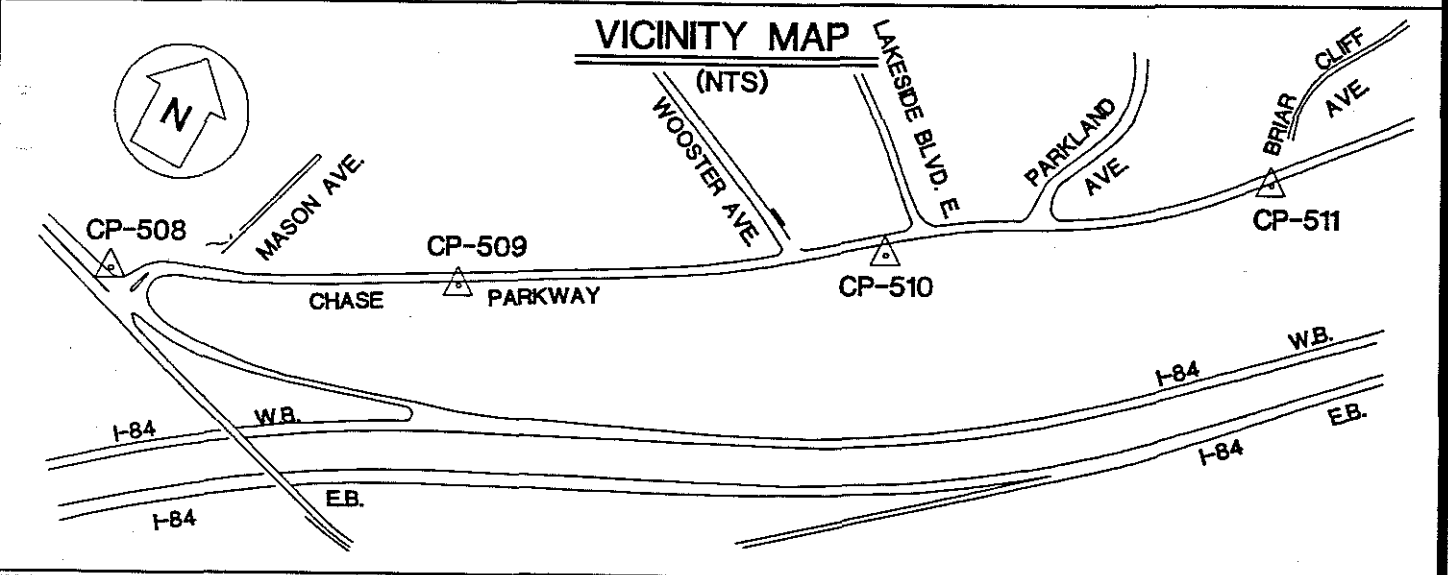 VICINITY MAP
(NTS)
N
LAKESIDE BLVD. E.
BRIAR CLIFF
AVE.
WOOSTER AVE.
PARKLAND
AVE.
MASON AVE.
CP-508
CP-509
CP-510
CP-511
CHASE PARKWAY
I-84 W.B.
I-84 E.B.
I-84 W.B.
I-84 E.B.